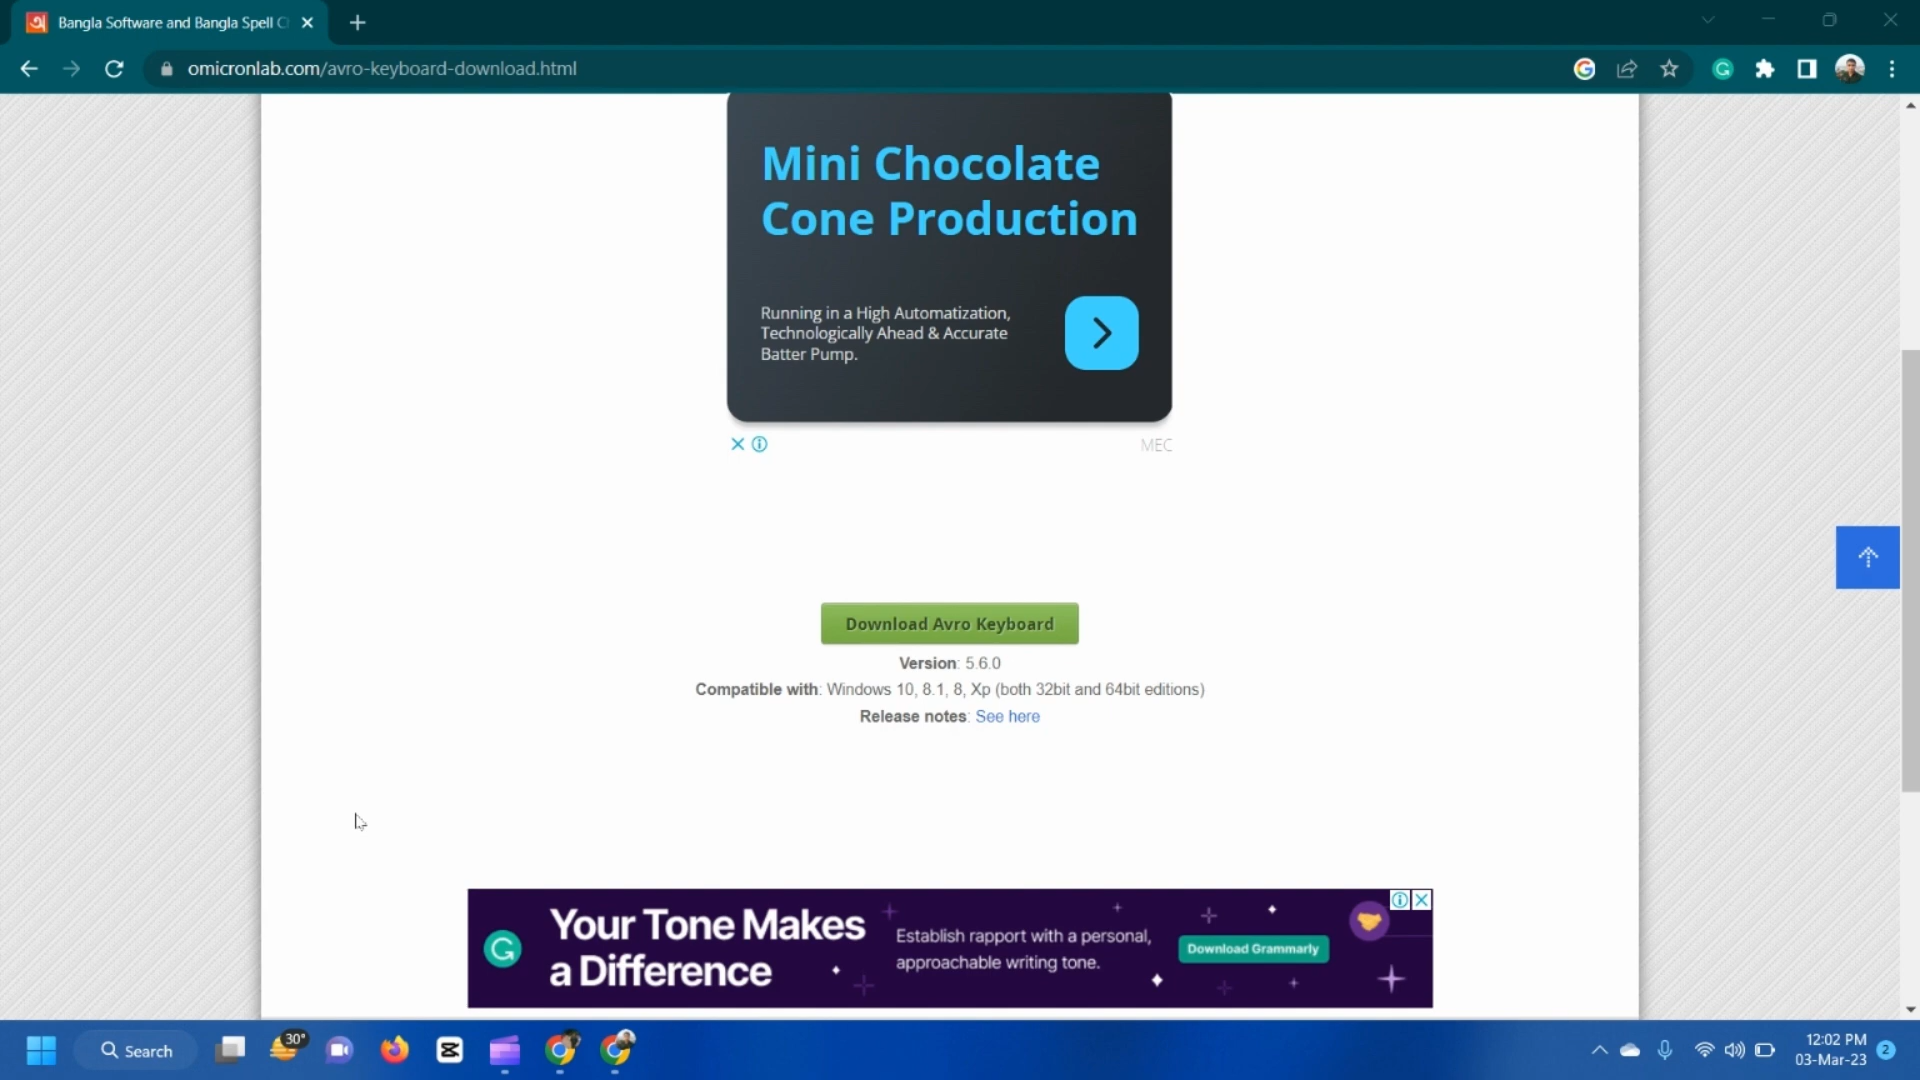 Bangla Software and Bangla Spell C
omicronlab.com/avro-keyboard-download.html
Mini Chocolate
Cone Production
Running in a High Automatization,
Technologically Ahead & Accurate
Batter Pump.
MEC
Download Avro Keyboard
Version: 5.6.0
Compatible with: Windows 10, 8.1, 8, Xp (both 32bit and 64bit editions)
Release notes: See here
Your Tone Makes
a Difference
Establish rapport with a personal,
approachable writing tone.
Download Grammarly
Search
30°
12:02 PM
03-Mar-23
2